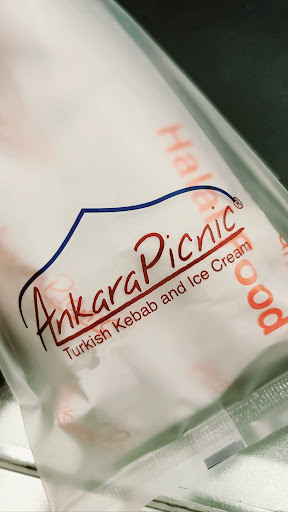 AnkaraPicnic®
Turkish Kebab and Ice Cream
Halal Food